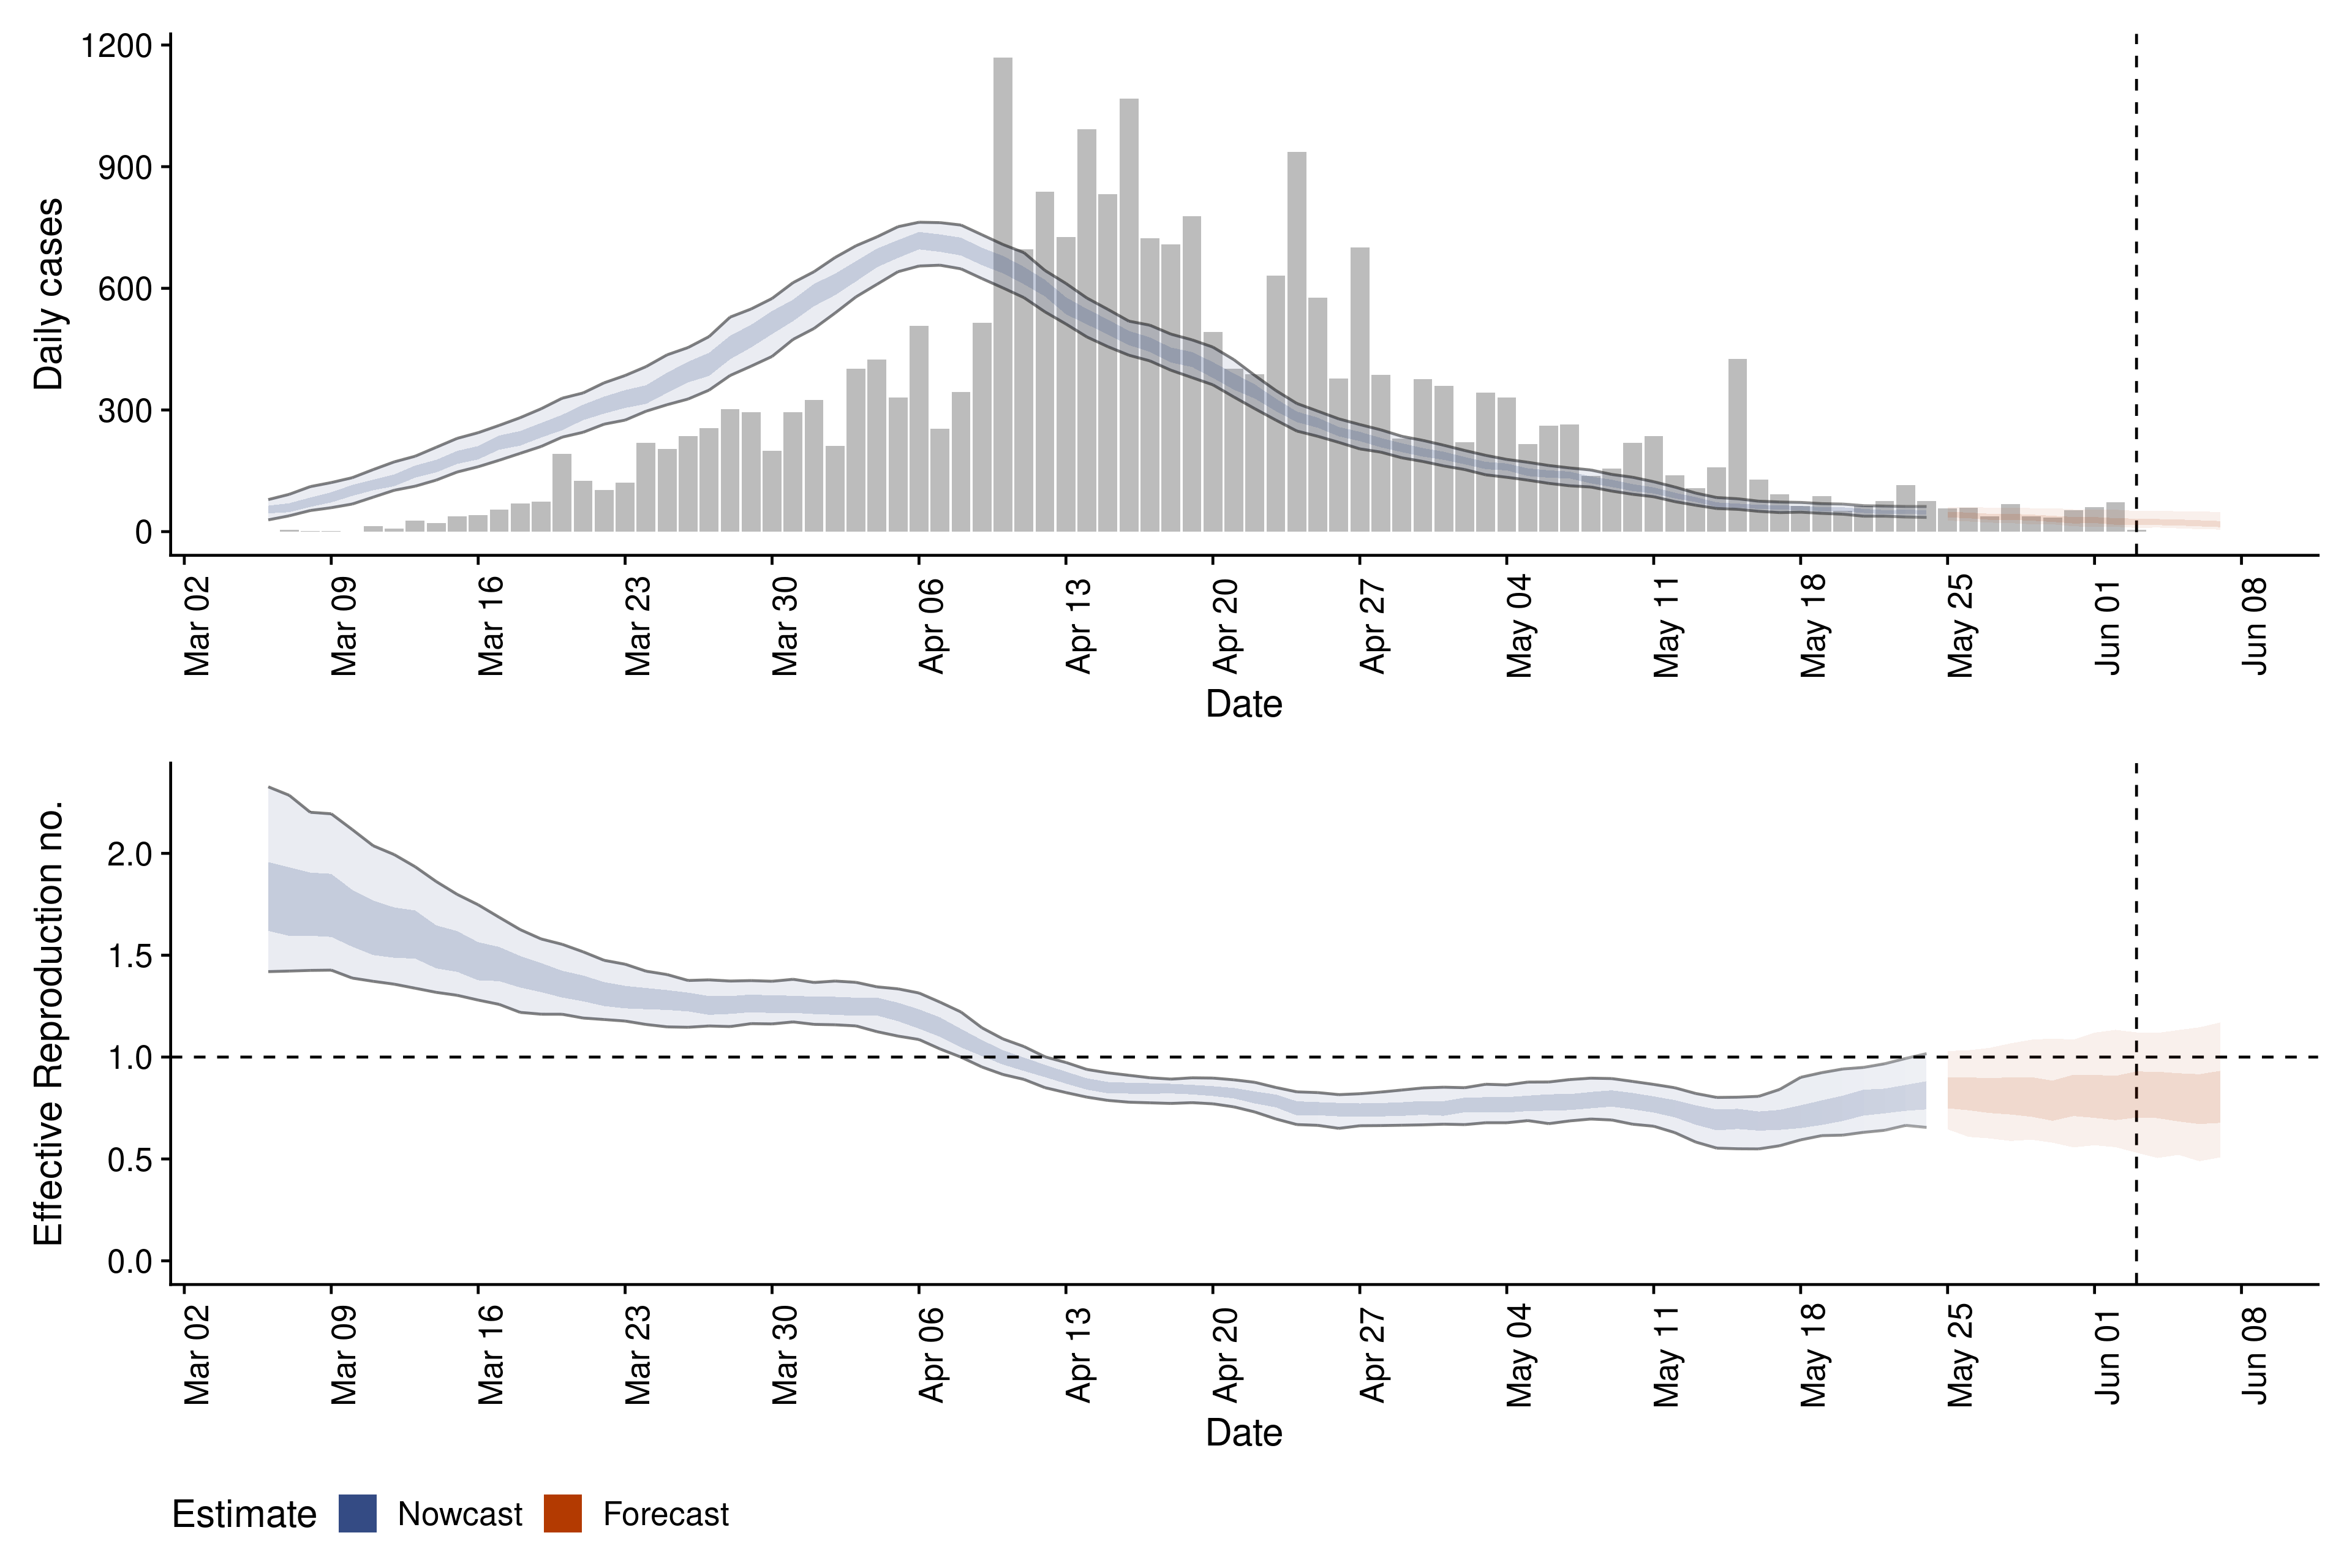 1200
900
600
300
0
Daily cases
Mar 02
Mar 09
Mar 16
Mar 23
Mar 30
Apr 06
Apr 13
Apr 20
Apr 27
May 04
May 11
May 18
May 25
Jun 01
Jun 08
Date
2.0
1.5
1.0
0.5
0.0
Effective Reproduction no.
Mar 02
Mar 09
Mar 16
Mar 23
Mar 30
Apr 06
Apr 13
Apr 20
Apr 27
May 04
May 11
May 18
May 25
Jun 01
Jun 08
Date
Estimate Nowcast Forecast